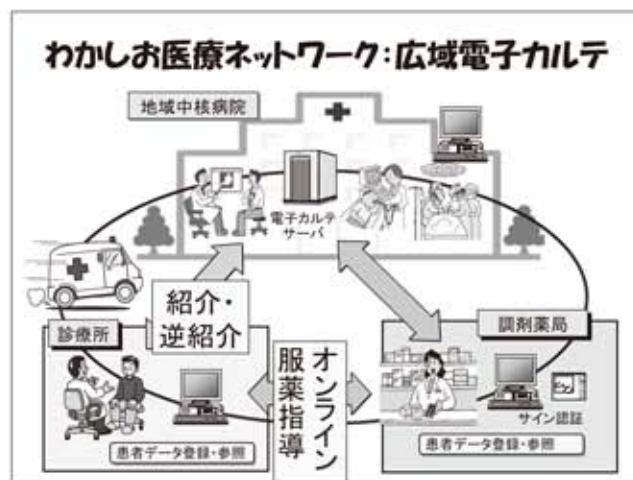 わかしお医療ネットワーク:広域電子カルテ
地域中核病院
電子カルテ
サーバ
紹介・
逆紹介
診療所
調剤薬局
オンライン
服薬指導
サイン認証
患者データ登録・参照
患者データ登録・参照